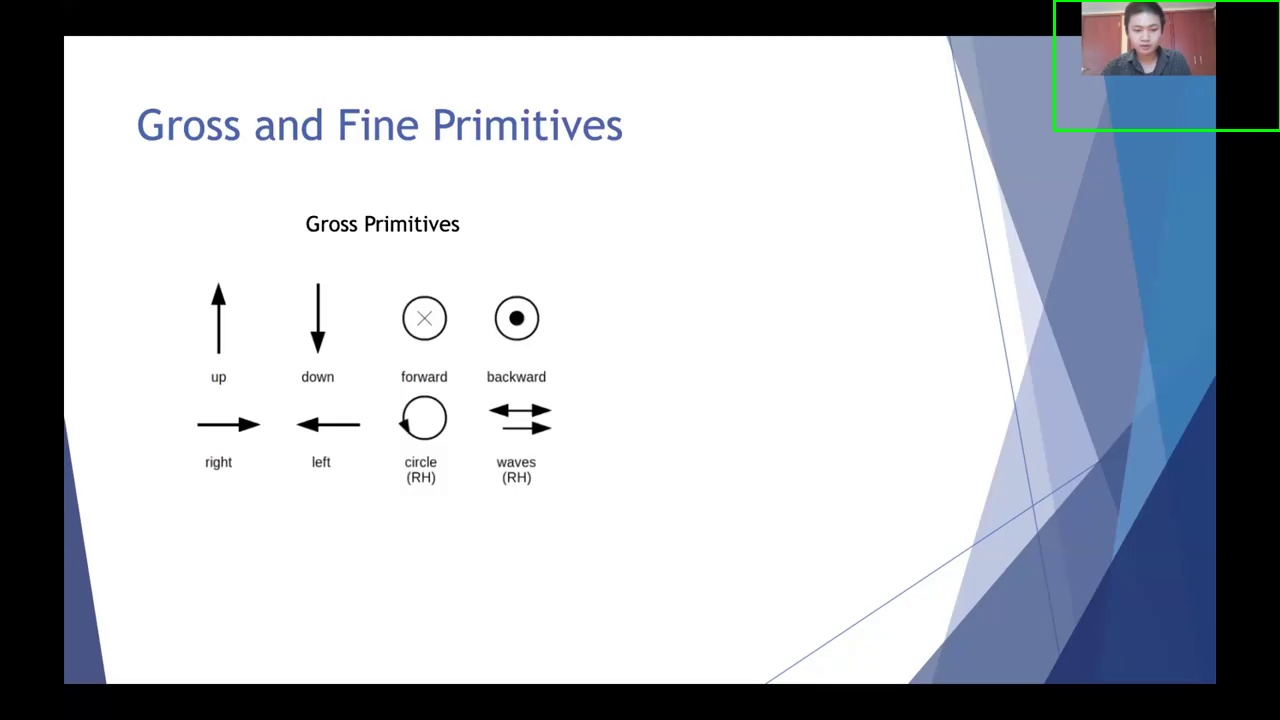 Gross and Fine Primitives
Gross Primitives
up down forward backward
right left circle (RH) waves (RH)